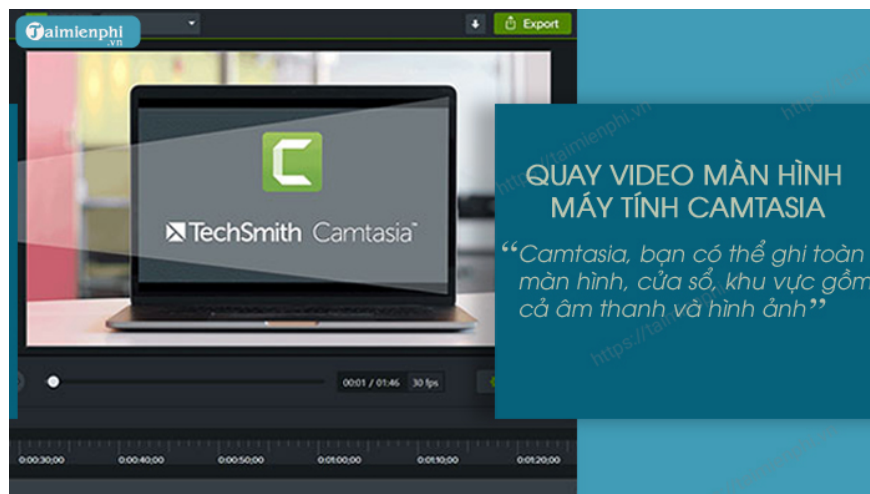 Taimienphi
.vn
Export
TechSmith Camtasia™
QUAY VIDEO MÀN HÌNH
MÁY TÍNH CAMTASIA
“Camtasia, bạn có thể ghi toàn
màn hình, cửa sổ, khu vực gồm
cả âm thanh và hình ảnh”
00:01 / 01:46 30 fps
0:00:30;00 0:00:40;00 0:00:50;00 0:01:00;00 0:01:10;00 0:01:20;00